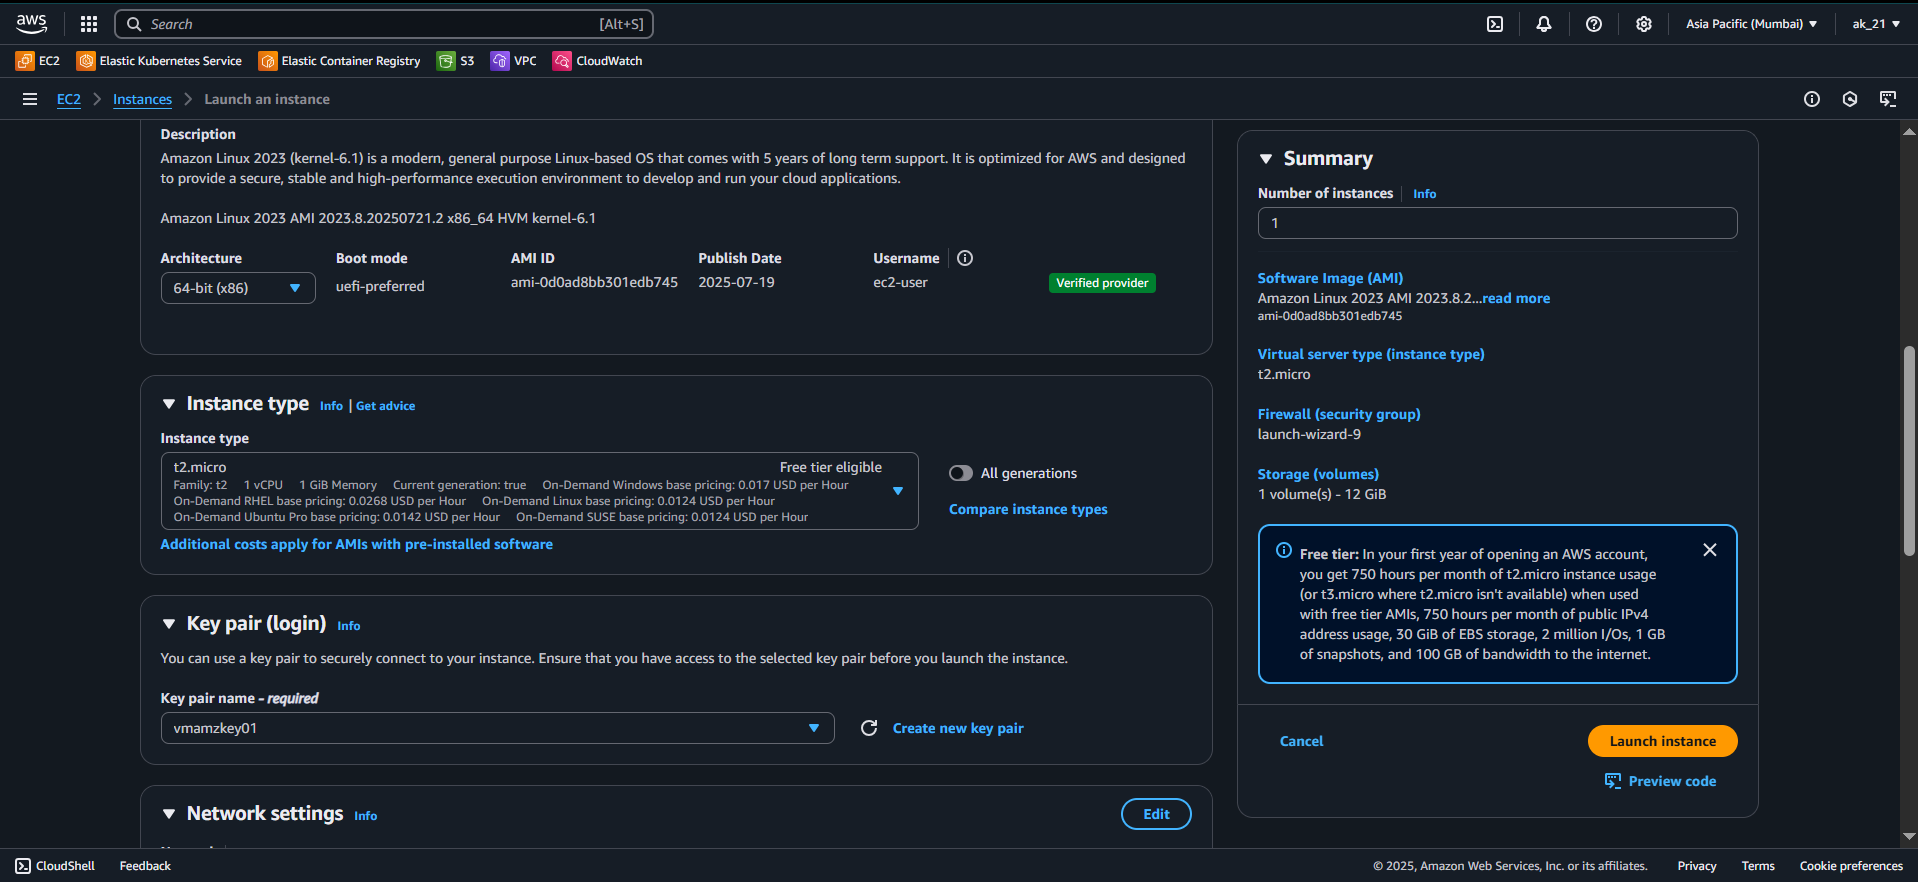 aws
Search [Alt+S]
Asia Pacific (Mumbai)
ak_21
EC2 Elastic Kubernetes Service Elastic Container Registry S3 VPC CloudWatch
EC2 Instances Launch an instance
Description
Amazon Linux 2023 (kernel-6.1) is a modern, general purpose Linux-based OS that comes with 5 years of long term support. It is optimized for AWS and designed
to provide a secure, stable and high-performance execution environment to develop and run your cloud applications.
Amazon Linux 2023 AMI 2023.8.20250721.2 x86_64 HVM kernel-6.1
Architecture Boot mode AMI ID Publish Date Username
64-bit (x86) uefi-preferred ami-0d0ad8bb301edb745 2025-07-19 ec2-user Verified provider
Instance type Info | Get advice
Instance type
t2.micro Free tier eligible
Family: t2 1 vCPU 1 GiB Memory Current generation: true On-Demand Windows base pricing: 0.017 USD per Hour
On-Demand RHEL base pricing: 0.0268 USD per Hour On-Demand Linux base pricing: 0.0124 USD per Hour
On-Demand Ubuntu Pro base pricing: 0.0142 USD per Hour On-Demand SUSE base pricing: 0.0124 USD per Hour
All generations
Compare instance types
Additional costs apply for AMIs with pre-installed software
Key pair (login) Info
You can use a key pair to securely connect to your instance. Ensure that you have access to the selected key pair before you launch the instance.
Key pair name - required
vmamzkey01
Create new key pair
Network settings Info
Edit
Summary
Number of instances Info
1
Software Image (AMI)
Amazon Linux 2023 AMI 2023.8.2...read more
ami-0d0ad8bb301edb745
Virtual server type (instance type)
t2.micro
Firewall (security group)
launch-wizard-9
Storage (volumes)
1 volume(s) - 12 GiB
Free tier: In your first year of opening an AWS account,
you get 750 hours per month of t2.micro instance usage
(or t3.micro where t2.micro isn't available) when used
with free tier AMIs, 750 hours per month of public IPv4
address usage, 30 GiB of EBS storage, 2 million I/Os, 1 GB
of snapshots, and 100 GB of bandwidth to the internet.
Cancel
Launch instance
Preview code
CloudShell Feedback
© 2025, Amazon Web Services, Inc. or its affiliates. Privacy Terms Cookie preferences